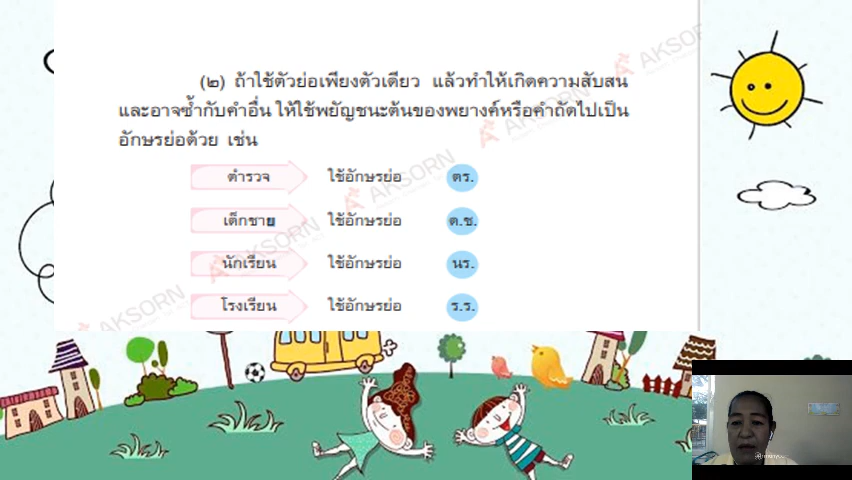 (๒) ถ้าใช้ตัวย่อเพียงตัวเดียว แล้วทำให้เกิดความสับสน
และอาจซ้ำกับคำอื่น ให้ใช้พยัญชนะต้นของพยางค์หรือคำถัดไปเป็น
อักษรย่อด้วย เช่น
ตำรวจ ใช้อักษรย่อ ตร.
เด็กชาย ใช้อักษรย่อ ด.ช.
นักเรียน ใช้อักษรย่อ นร.
โรงเรียน ใช้อักษรย่อ ร.ร.
AKSORN
AKSORN
AKSORN
AKSORN
AKSORN